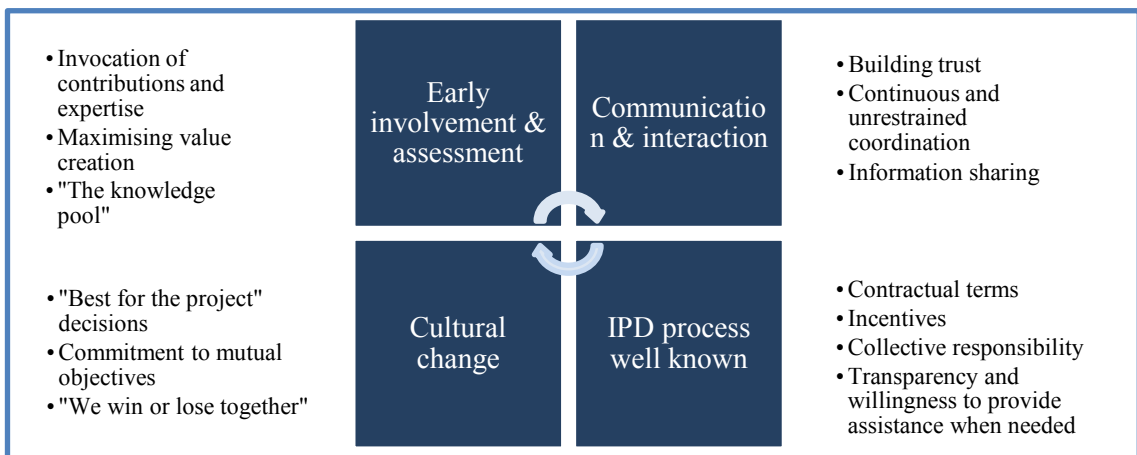 • Invocation of
contributions and
expertise
• Maximising value
creation
• "The knowledge
pool"
Early
involvement &
assessment
Communicatio
n & interaction
• Building trust
• Continuous and
unrestrained
coordination
• Information sharing
• "Best for the project"
decisions
• Commitment to mutual
objectives
• "We win or lose together"
Cultural
change
IPD process
well known
• Contractual terms
• Incentives
• Collective responsibility
• Transparency and
willingness to provide
assistance when needed